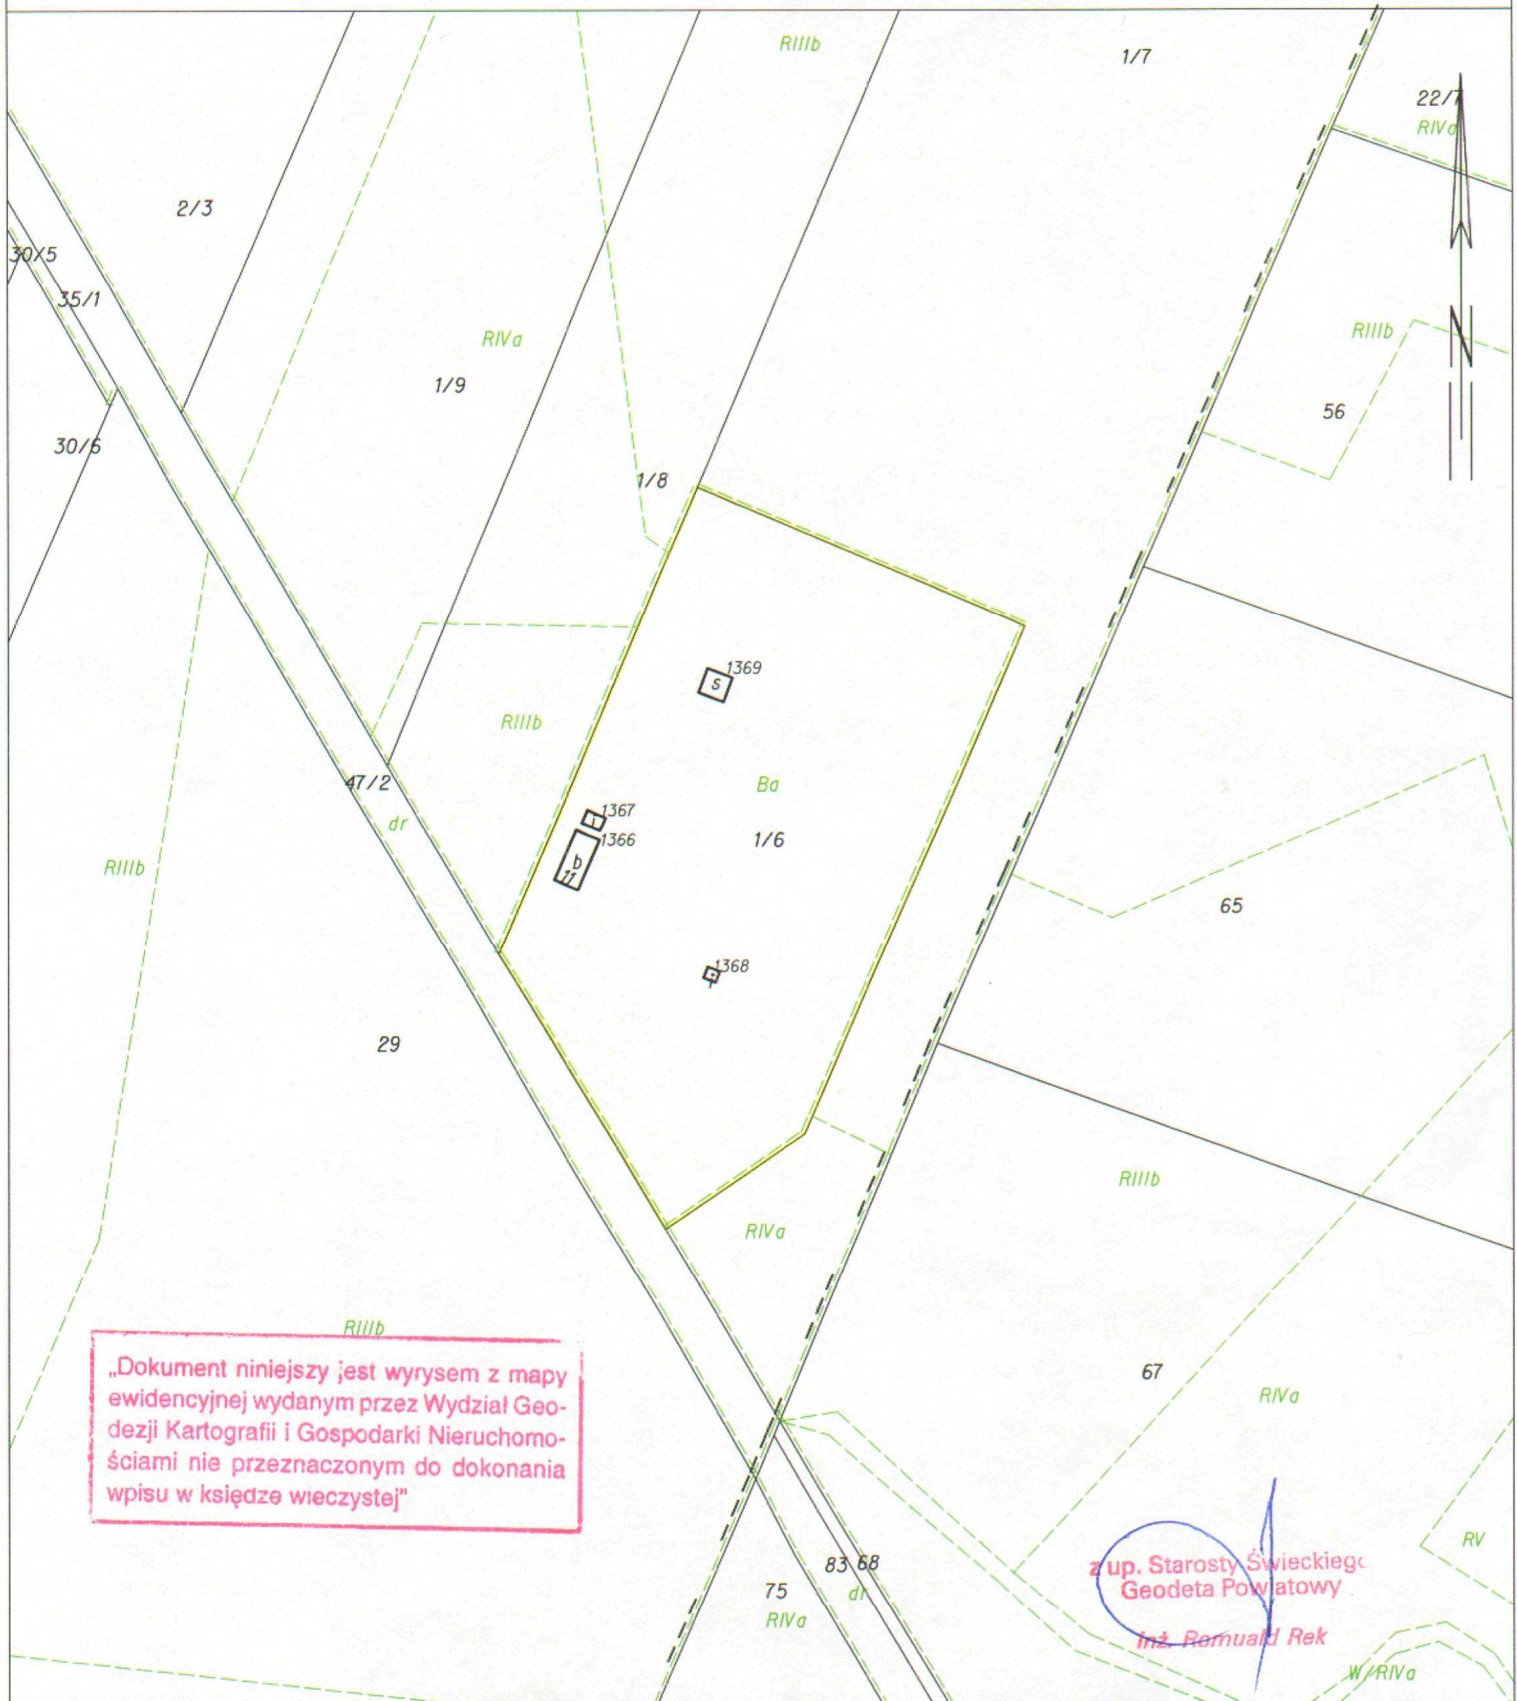 RIIIb
1/7
22/7
RIVa
2/3
30/5
35/1
RIVa
RIIIb
1/9
56
30/6
1/8
1369
s
RIIIb
47/2
Ba
dr
1367
i
1366
1/6
b
11
RIIIb
65
1368
29
RIIIb
RIVa
RIIIb
67
RIVa
„Dokument niniejszy jest wyrysem z mapy
ewidencyjnej wydanym przez Wydział Geo-
dezji Kartografii i Gospodarki Nieruchomo-
ściami nie przeznaczonym do dokonania
wpisu w księdze wieczystej"
RV
83 68
75
dr
RIVa
z up. Starosty Świeckiego
Geodeta Powiatowy
inż. Romuald Rek
W/RIVa
N